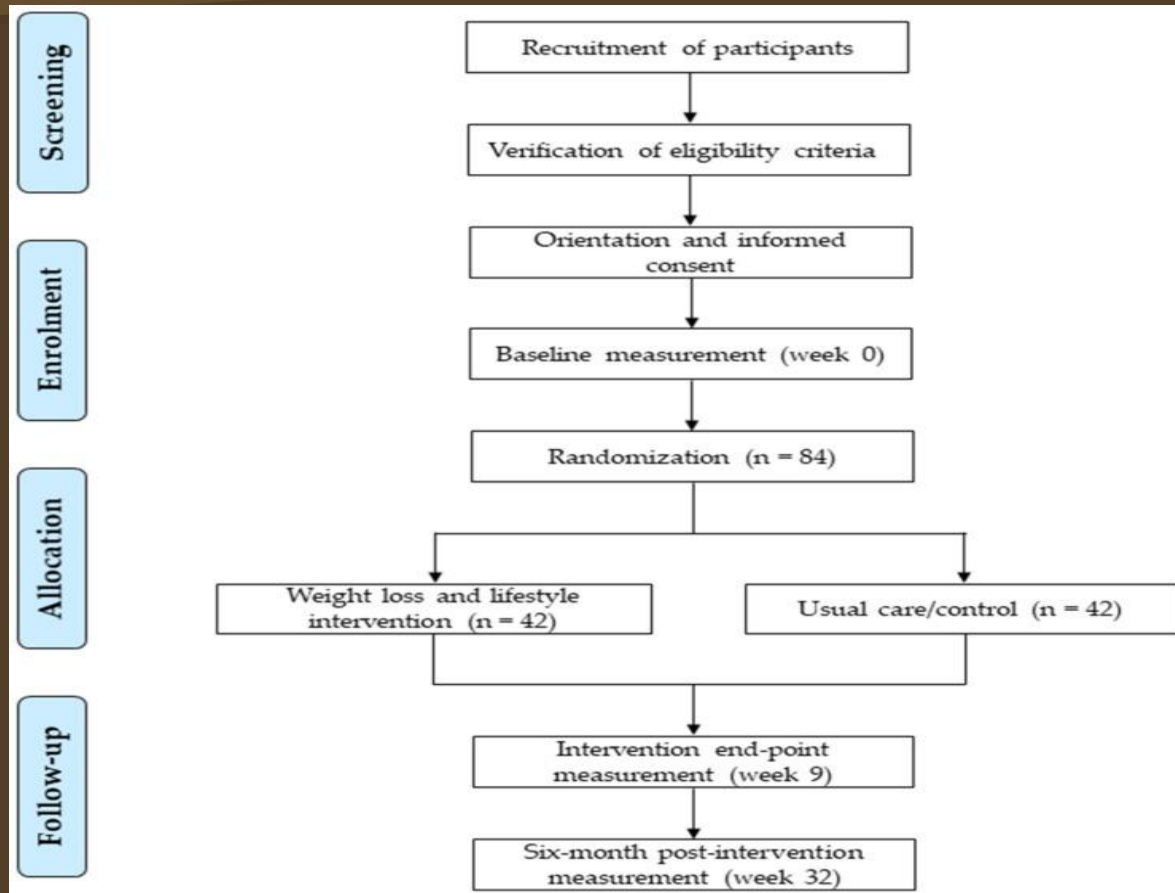 Screening
Recruitment of participants
Verification of eligibility criteria
Enrolment
Orientation and informed
consent
Baseline measurement (week 0)
Randomization (n = 84)
Allocation
Weight loss and lifestyle
intervention (n = 42)
Usual care/control (n = 42)
Follow-up
Intervention end-point
measurement (week 9)
Six-month post-intervention
measurement (week 32)